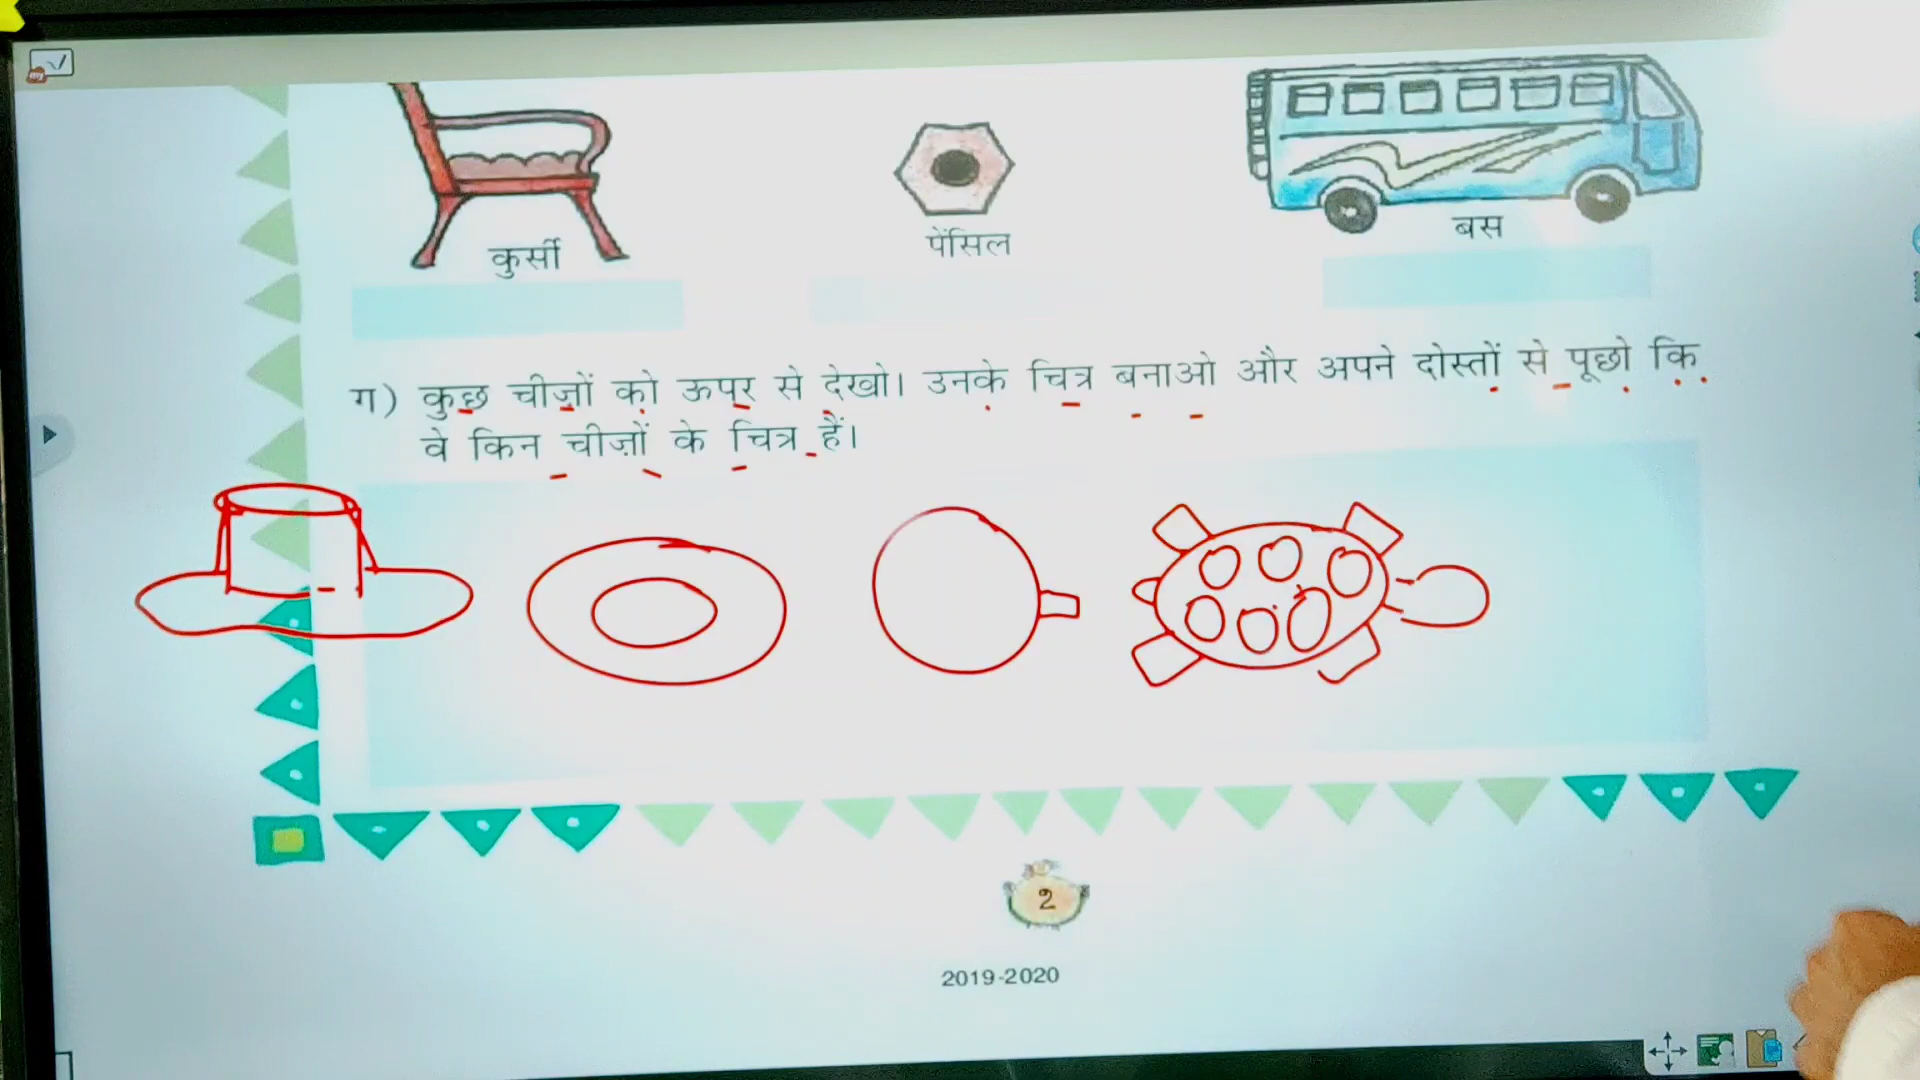 कुर्सी
पेंसिल
बस
ग) कुछ चीज़ों को ऊपर से देखो। उनके चित्र बनाओ और अपने दोस्तों से पूछो कि
वे किन चीज़ों के चित्र हैं।
2
2019-2020